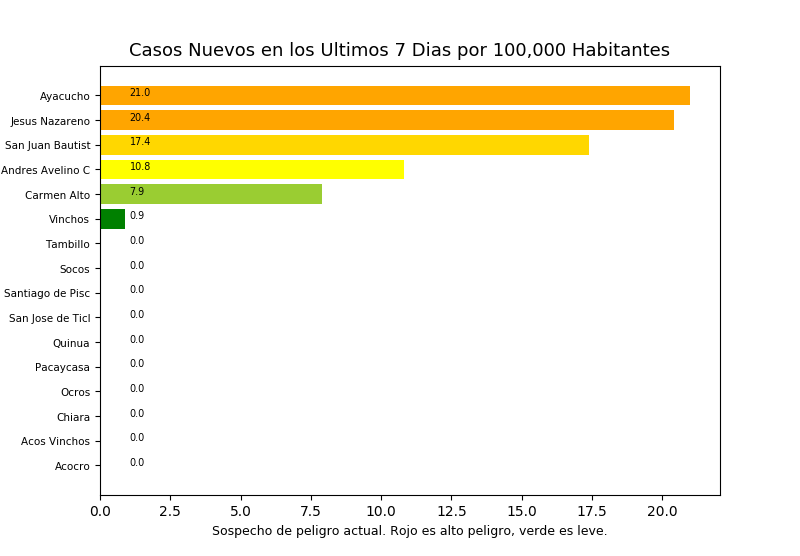 Casos Nuevos en los Ultimos 7 Dias por 100,000 Habitantes
Ayacucho 21.0
Jesus Nazareno 20.4
San Juan Bautist 17.4
Andres Avelino C 10.8
Carmen Alto 7.9
Vinchos 0.9
Tambillo 0.0
Socos 0.0
Santiago de Pisc 0.0
San Jose de Ticl 0.0
Quinua 0.0
Pacaycasa 0.0
Ocros 0.0
Chiara 0.0
Acos Vinchos 0.0
Acocro 0.0
0.0 2.5 5.0 7.5 10.0 12.5 15.0 17.5 20.0
Sospecho de peligro actual. Rojo es alto peligro, verde es leve.